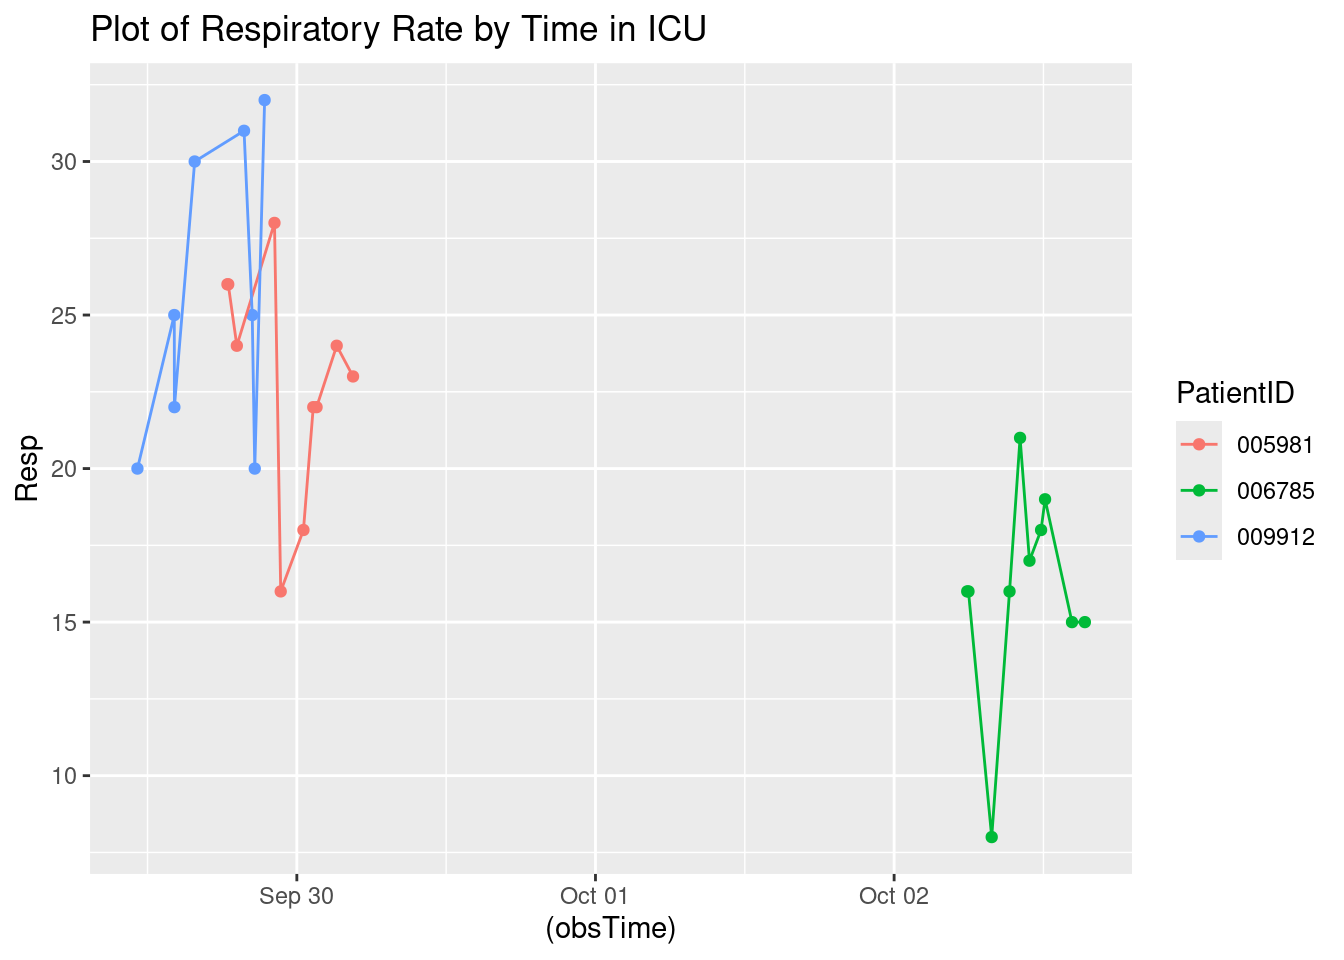 Plot of Respiratory Rate by Time in ICU
30
25
20
15
10
Resp
Sep 30
Oct 01
Oct 02
(obsTime)
PatientID
005981
006785
009912